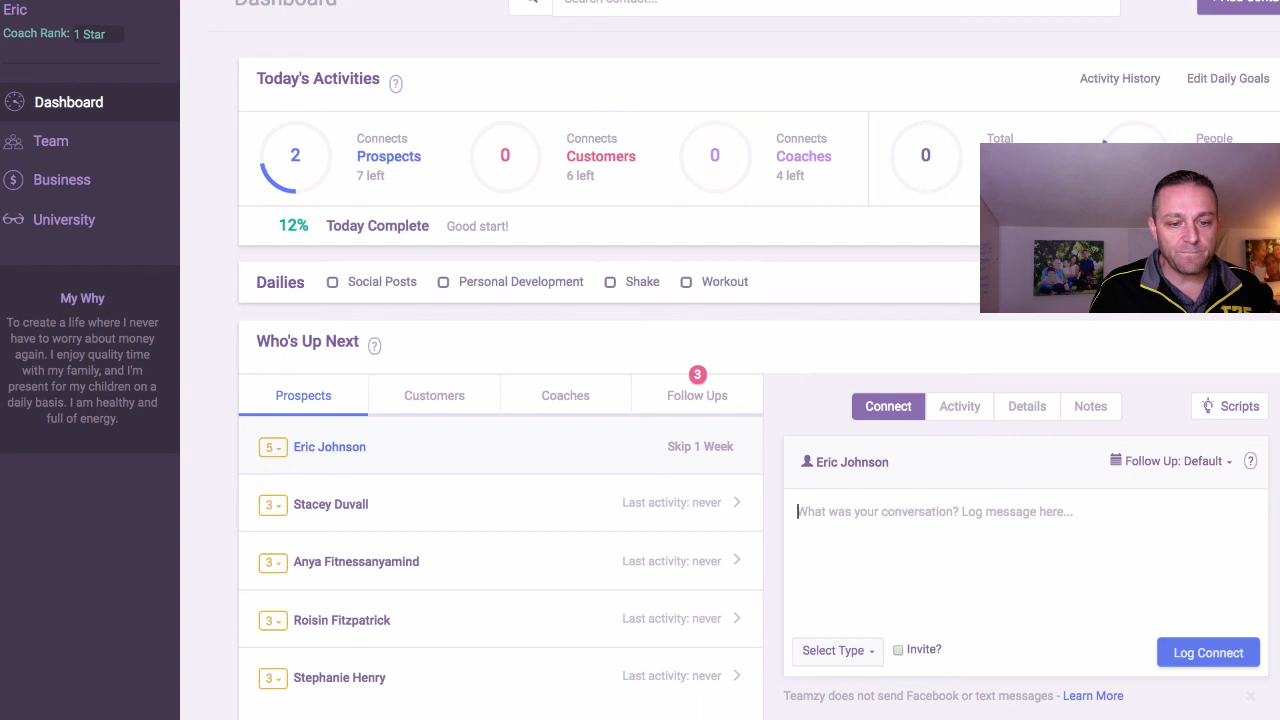 Eric
Coach Rank: 1 Star
Dashboard
Team
Business
University
My Why
To create a life where I never
have to worry about money
again. I enjoy quality time
with my family, and I'm
present for my children on a
daily basis. I am healthy and
full of energy.
Dashboard
Search contact...
+ Add Conta
Today's Activities ?
Activity History
Edit Daily Goals
2
Connects
Prospects
7 left
0
Connects
Customers
6 left
0
Connects
Coaches
4 left
0
Total
People
12% Today Complete Good start!
Dailies Social Posts Personal Development Shake Workout
Who's Up Next ?
Prospects
Customers
Coaches
3
Follow Ups
5 Eric Johnson Skip 1 Week
3 Stacey Duvall Last activity: never
3 Anya Fitnessanyamind Last activity: never
3 Roisin Fitzpatrick Last activity: never
3 Stephanie Henry Last activity: never
Connect
Activity
Details
Notes
Scripts
Eric Johnson
Follow Up: Default ?
What was your conversation? Log message here...
Select Type
Invite?
Log Connect
Teamzy does not send Facebook or text messages - Learn More